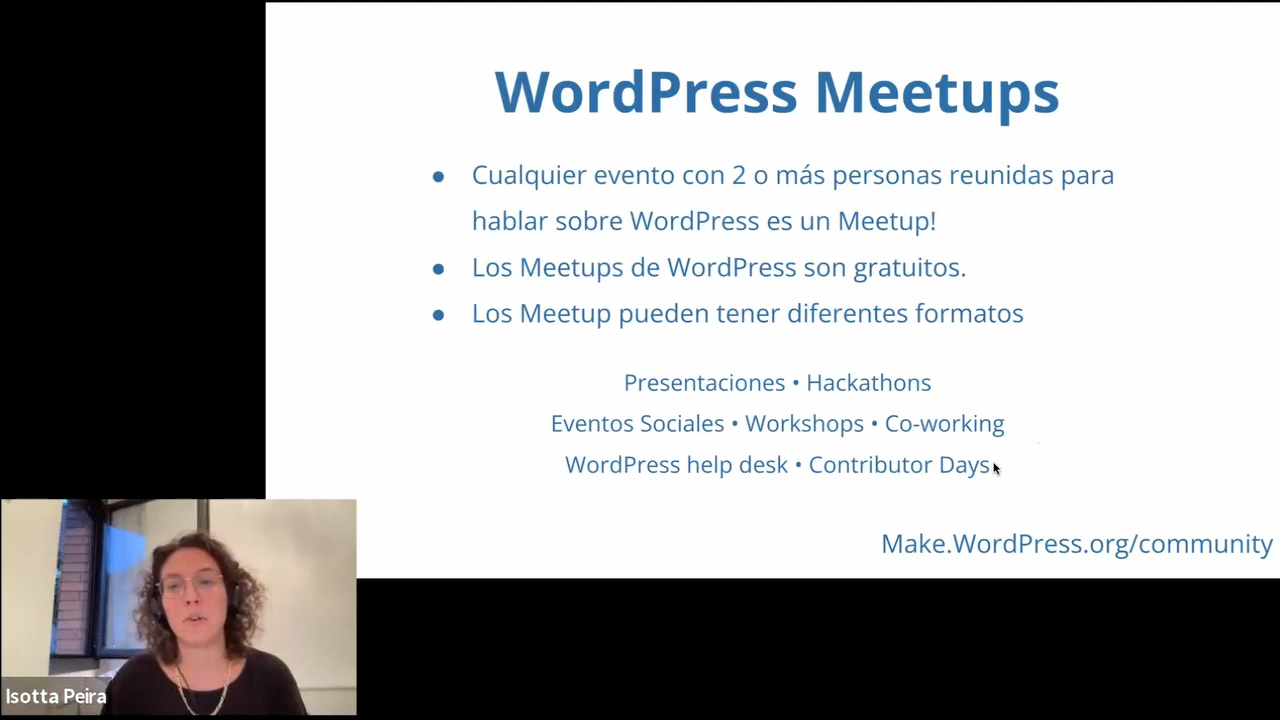 WordPress Meetups
● Cualquier evento con 2 o más personas reunidas para
hablar sobre WordPress es un Meetup!
● Los Meetups de WordPress son gratuitos.
● Los Meetup pueden tener diferentes formatos
Presentaciones • Hackathons
Eventos Sociales • Workshops • Co-working
WordPress help desk • Contributor Days
Make.WordPress.org/community
Isotta Peira